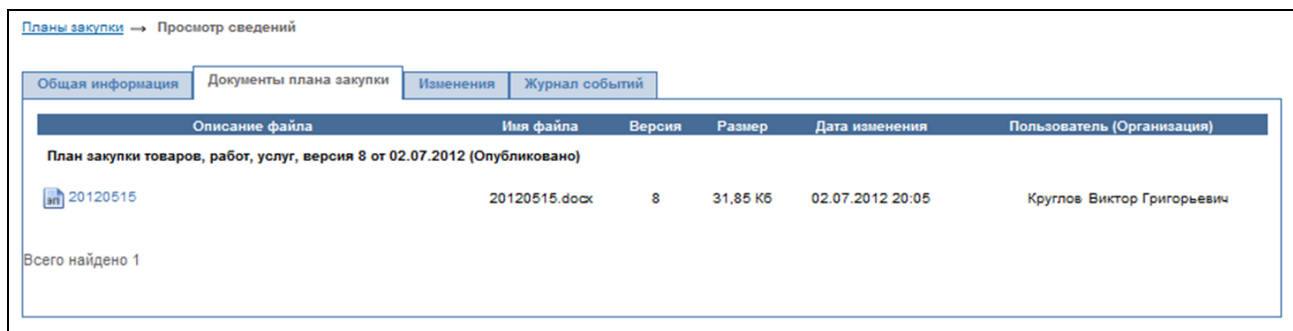 Планы закупки → Просмотр сведений
Общая информация Документы плана закупки Изменения Журнал событий
Описание файла Имя файла Версия Размер Дата изменения Пользователь (Организация)
План закупки товаров, работ, услуг, версия 8 от 02.07.2012 (Опубликовано)
ЭП 20120515 20120515.docx 8 31,85 Кб 02.07.2012 20:05 Круглов Виктор Григорьевич
Всего найдено 1